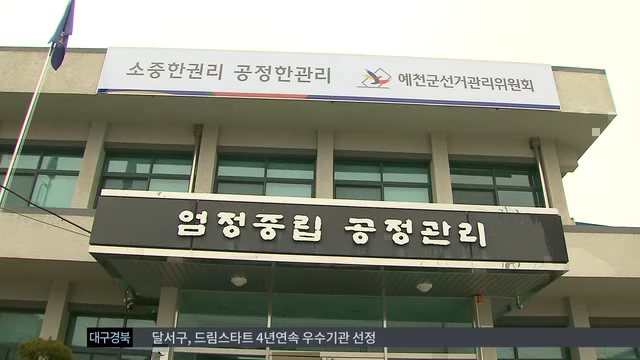 소중한권리 공정한관리 예천군선거관리위원회
엄정중립 공정관리
대구경북 달서구, 드림스타트 4년연속 우수기관 선정